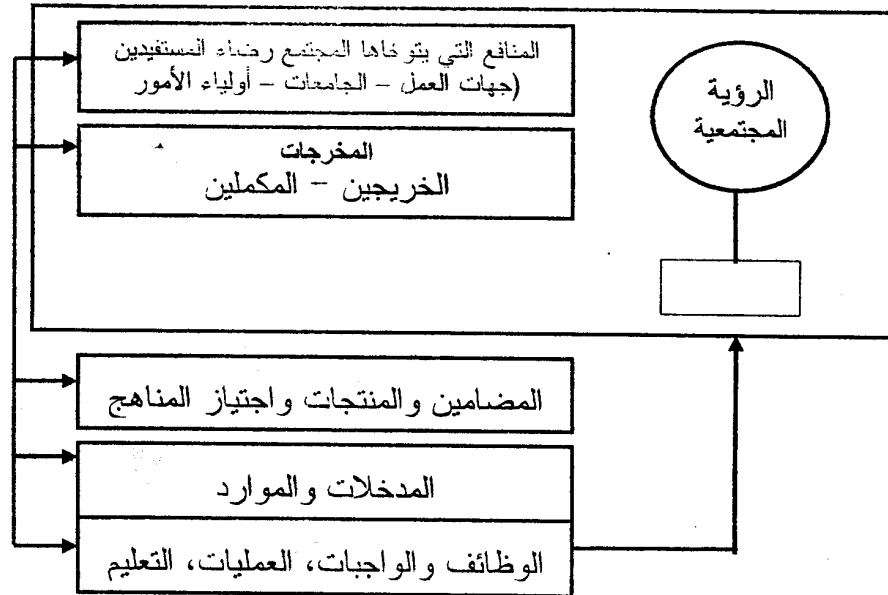 المنافع التي يتوخاها المجتمع رضاء المستفيدين
(جهات العمل – الجامعات – أولياء الأمور
الرؤية
المجتمعية
المخرجات
الخريجين – المكملين
المضامين والمنتجات واجتياز المناهج
المدخلات والموارد
الوظائف والواجبات، العمليات، التعليم